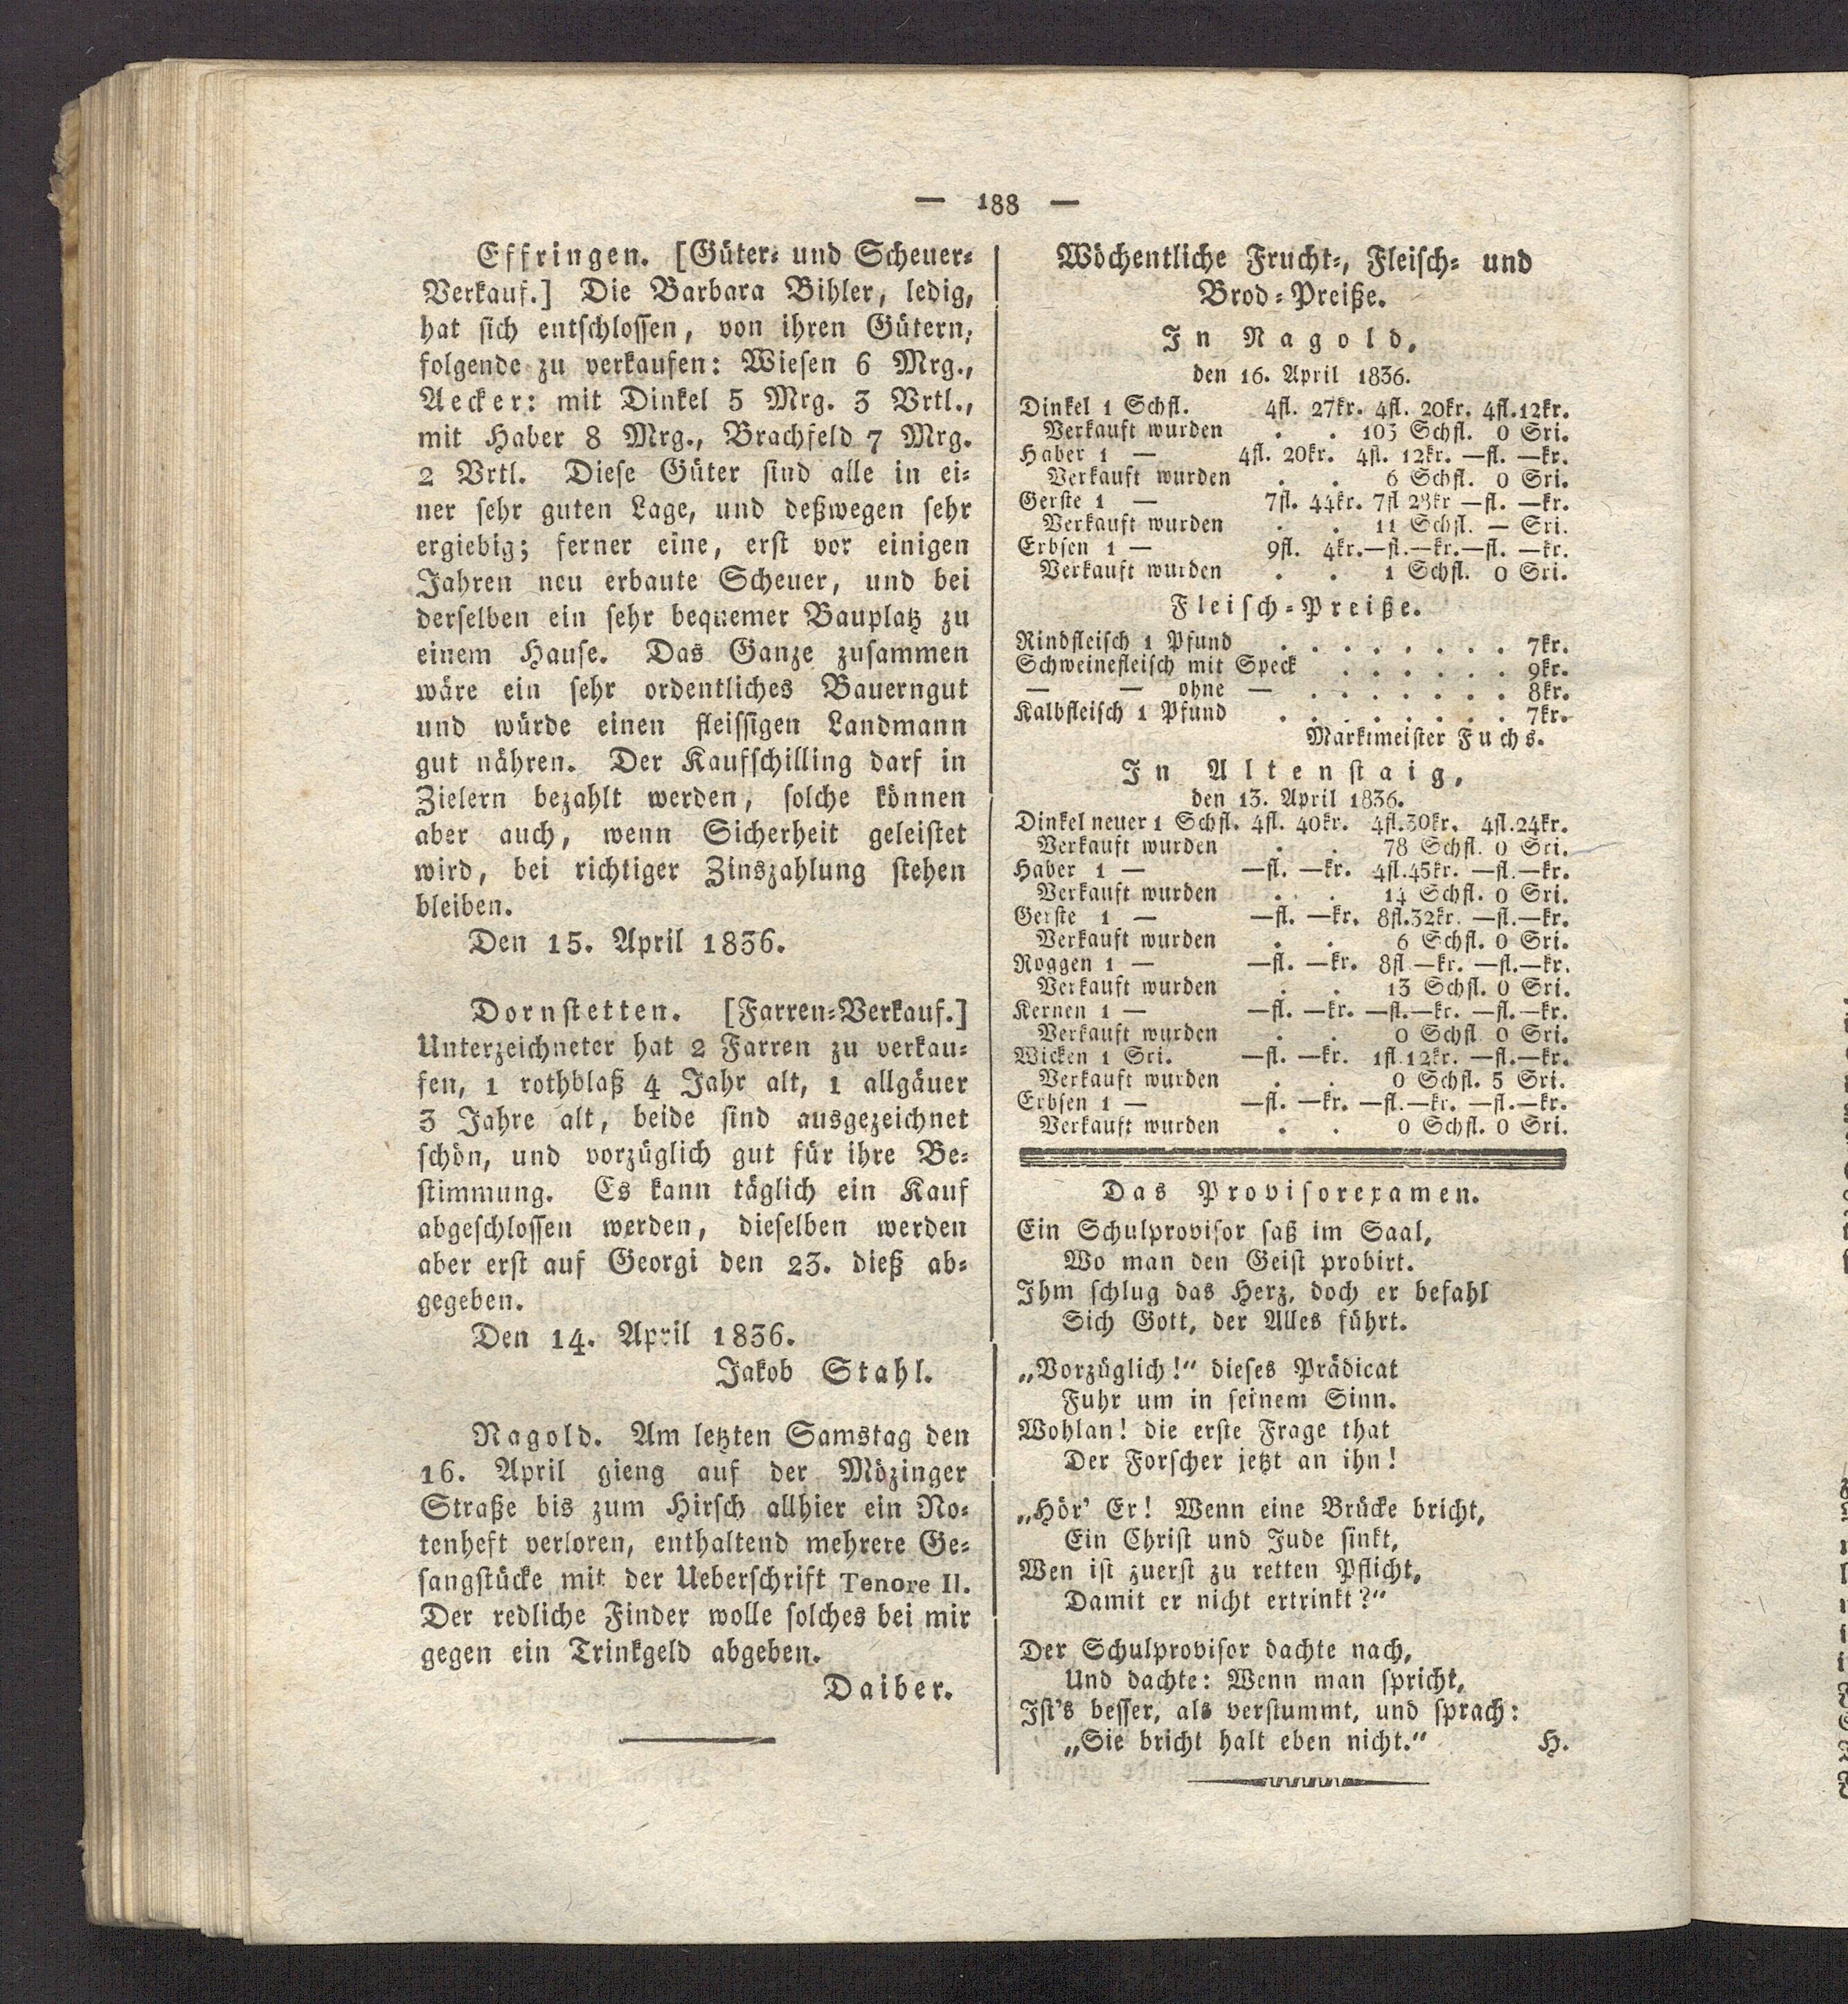 — 188 —
Effringen. [Güter- und Scheuer-
Verkauf.] Die Barbara Bihler, ledig,
hat sich entschlossen, von ihren Gütern,
folgende zu verkaufen: Wiesen 6 Mrg.,
Aecker: mit Dinkel 5 Mrg. 3 Vrtl.,
mit Haber 8 Mrg., Brachfeld 7 Mrg.
2 Vrtl. Diese Güter sind alle in ei-
ner sehr guten Lage, und deßwegen sehr
ergiebig; ferner eine, erst vor einigen
Jahren neu erbaute Scheuer, und bei
derselben ein sehr bequemer Bauplatz zu
einem Hause. Das Ganze zusammen
wäre ein sehr ordentliches Bauerngut
und würde einen fleissigen Landmann
gut nähren. Der Kaufschilling darf in
Zielern bezahlt werden, solche können
aber auch, wenn Sicherheit geleistet
wird, bei richtiger Zinszahlung stehen
bleiben.
Den 15. April 1836.
Dornstetten. [Farren-Verkauf.]
Unterzeichneter hat 2 Farren zu verkau-
fen, 1 rothblaß 4 Jahr alt, 1 allgäuer
3 Jahre alt, beide sind ausgezeichnet
schön, und vorzüglich gut für ihre Be-
stimmung. Es kann täglich ein Kauf
abgeschlossen werden, dieselben werden
aber erst auf Georgi den 23. dieß ab-
gegeben.
Den 14. April 1836.
Jakob Stahl.
Nagold. Am letzten Samstag den
16. April gieng auf der Mözinger
Straße bis zum Hirsch allhier ein No-
tenheft verloren, enthaltend mehrere Ge-
sangstücke mit der Ueberschrift Tenore II.
Der redliche Finder wolle solches bei mir
gegen ein Trinkgeld abgeben.
Daiber.
Wöchentliche Frucht-, Fleisch- und
Brod-Preiße.
In Nagold,
den 16. April 1836.
Dinkel 1 Schfl. 4fl. 27kr. 4fl. 20kr. 4fl. 12kr.
Verkauft wurden . . 103 Schfl. 0 Sri.
Haber 1 — 4fl. 20kr. 4fl. 12kr. —fl. —kr.
Verkauft wurden . . 6 Schfl. 0 Sri.
Gerste 1 — 7fl. 44kr. 7fl 28kr —fl. —kr.
Verkauft wurden . . 11 Schfl. — Sri.
Erbsen 1 — 9fl. 4kr. —fl. —kr. —fl. —kr.
Verkauft wurden . . 1 Schfl. 0 Sri.
Fleisch-Preiße.
Rindfleisch 1 Pfund . . . . . . . . 7kr.
Schweinefleisch mit Speck . . . . . . 9kr.
— — ohne — . . . . . . . 8kr.
Kalbfleisch 1 Pfund . . . . . . . . 7kr.
Marktmeister Fuchs.
In Altenstaig,
den 13. April 1836.
Dinkel neuer 1 Schfl. 4fl. 40kr. 4fl. 30kr. 4fl. 24kr.
Verkauft wurden . . 78 Schfl. 0 Sri.
Haber 1 — —fl. —kr. 4fl. 45kr. —fl. —kr.
Verkauft wurden . . 14 Schfl. 0 Sri.
Gerste 1 — —fl. —kr. 8fl. 32kr. —fl. —kr.
Verkauft wurden . . 6 Schfl. 0 Sri.
Roggen 1 — —fl. —kr. 8fl —kr. —fl. —kr.
Verkauft wurden . . 13 Schfl. 0 Sri.
Kernen 1 — —fl. —kr. —fl. —kr. —fl. —kr.
Verkauft wurden . . 0 Schfl 0 Sri.
Wicken 1 Sri. —fl. —kr. 1fl. 12kr. —fl. —kr.
Verkauft wurden . . 0 Schfl. 5 Sri.
Erbsen 1 — —fl. —kr. —fl. —kr. —fl. —kr.
Verkauft wurden . . 0 Schfl. 0 Sri.
Das Provisorexamen.
Ein Schulprovisor saß im Saal,
Wo man den Geist probirt.
Ihm schlug das Herz, doch er befahl
Sich Gott, der Alles führt.
„Vorzüglich!“ dieses Prädicat
Fuhr um in seinem Sinn.
Wohlan! die erste Frage that
Der Forscher jetzt an ihn!
„Hör' Er! Wenn eine Brücke bricht,
Ein Christ und Jude sinkt,
Wen ist zuerst zu retten Pflicht,
Damit er nicht ertrinkt?“
Der Schulprovisor dachte nach,
Und dachte: Wenn man spricht,
Ist's besser, als verstummt, und sprach:
„Sie bricht halt eben nicht.“ H.